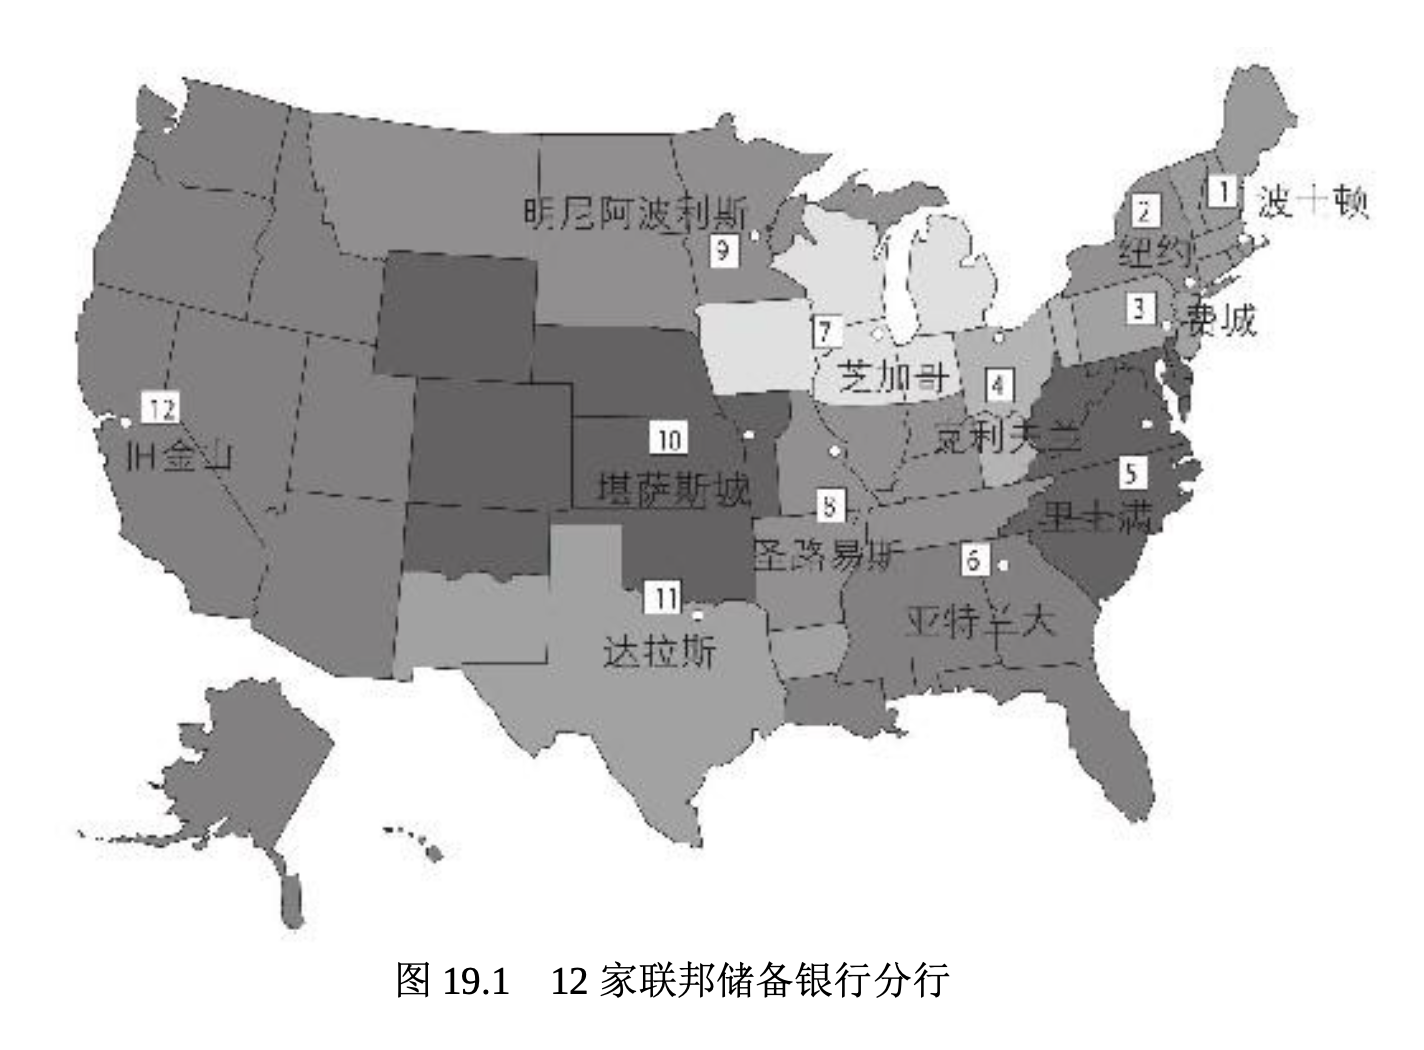 1
波士顿
2
明尼阿波利斯
9
纽约
3
费城
7
芝加哥
4
12
旧金山
10
克利夫兰
5
堪萨斯城
8
里士满
圣路易斯
6
11
亚特兰大
达拉斯
图 19.1 12 家联邦储备银行分行